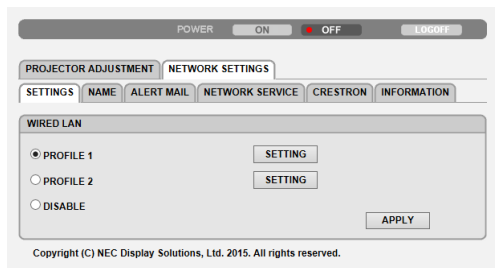 POWER ON OFF LOGOFF
PROJECTOR ADJUSTMENT NETWORK SETTINGS
SETTINGS NAME ALERT MAIL NETWORK SERVICE CRESTRON INFORMATION
WIRED LAN
PROFILE 1 SETTING
PROFILE 2 SETTING
DISABLE
APPLY
Copyright (C) NEC Display Solutions, Ltd. 2015. All rights reserved.